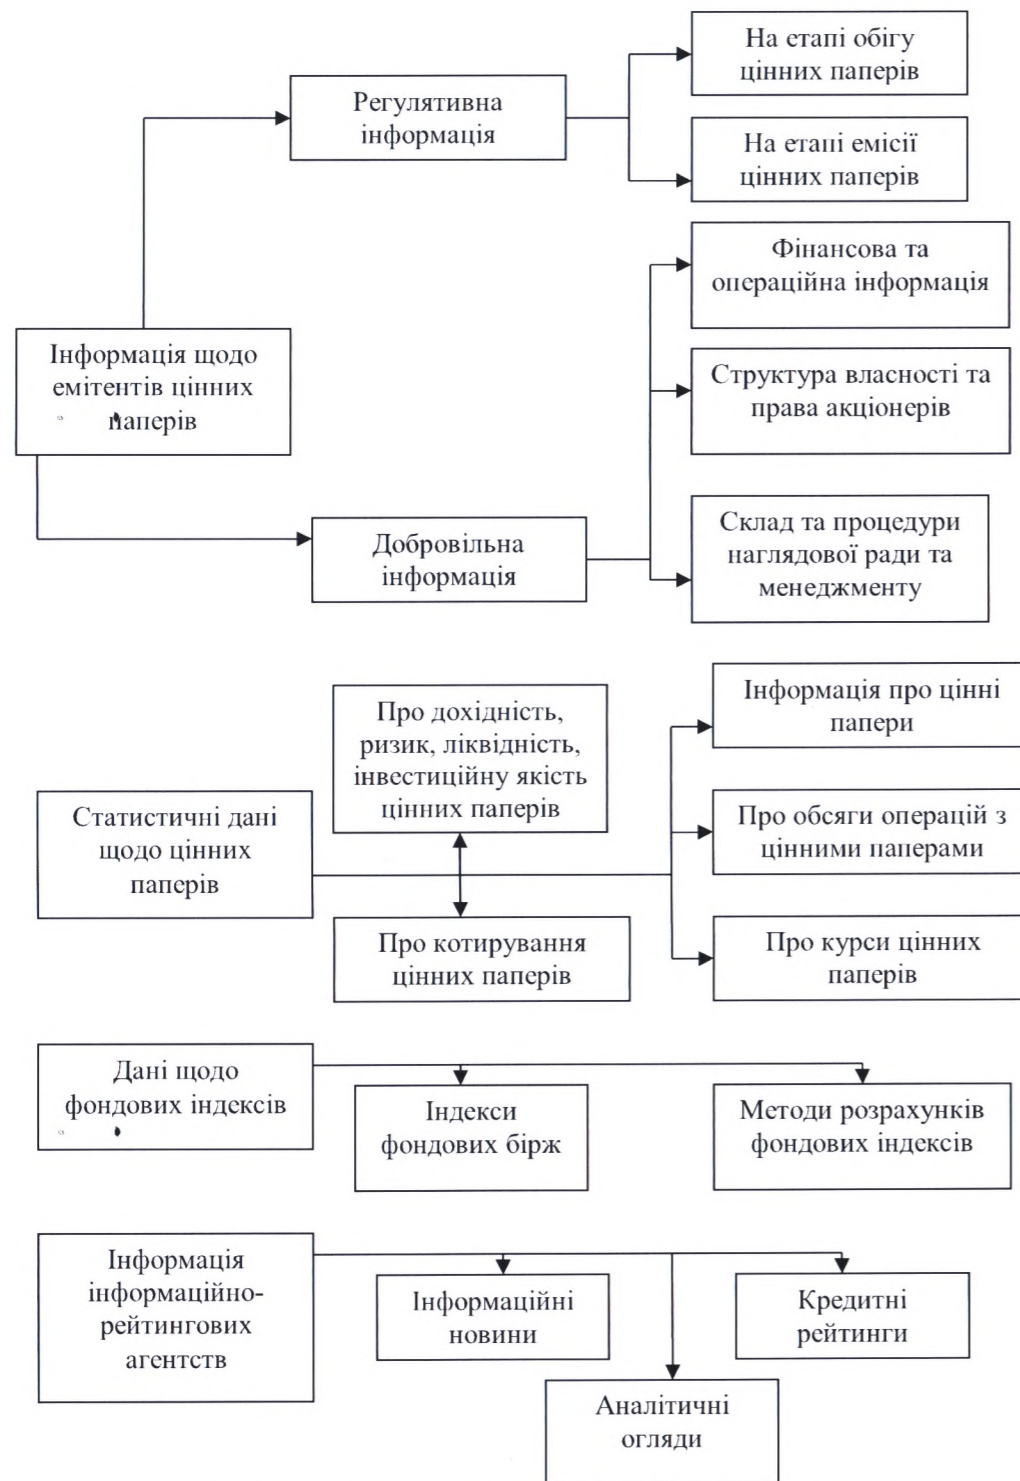 На етапі обігу
цінних паперів
Регулятивна
інформація
На етапі емісії
цінних паперів
Фінансова та
операційна інформація
Інформація щодо
емітентів цінних
паперів
Структура власності та
права акціонерів
Склад та процедури
наглядової ради та
менеджменту
Добровільна
інформація
Інформація про цінні
папери
Про дохідність,
ризик, ліквідність,
інвестиційну якість
цінних паперів
Статистичні дані
щодо цінних
паперів
Про обсяги операцій з
цінними паперами
Про котирування
цінних паперів
Про курси цінних
паперів
Дані щодо
фондових індексів
Індекси
фондових бірж
Методи розрахунків
фондових індексів
Інформація
інформаційно-
рейтингових
агентств
Інформаційні
новини
Кредитні
рейтинги
Аналітичні
огляди